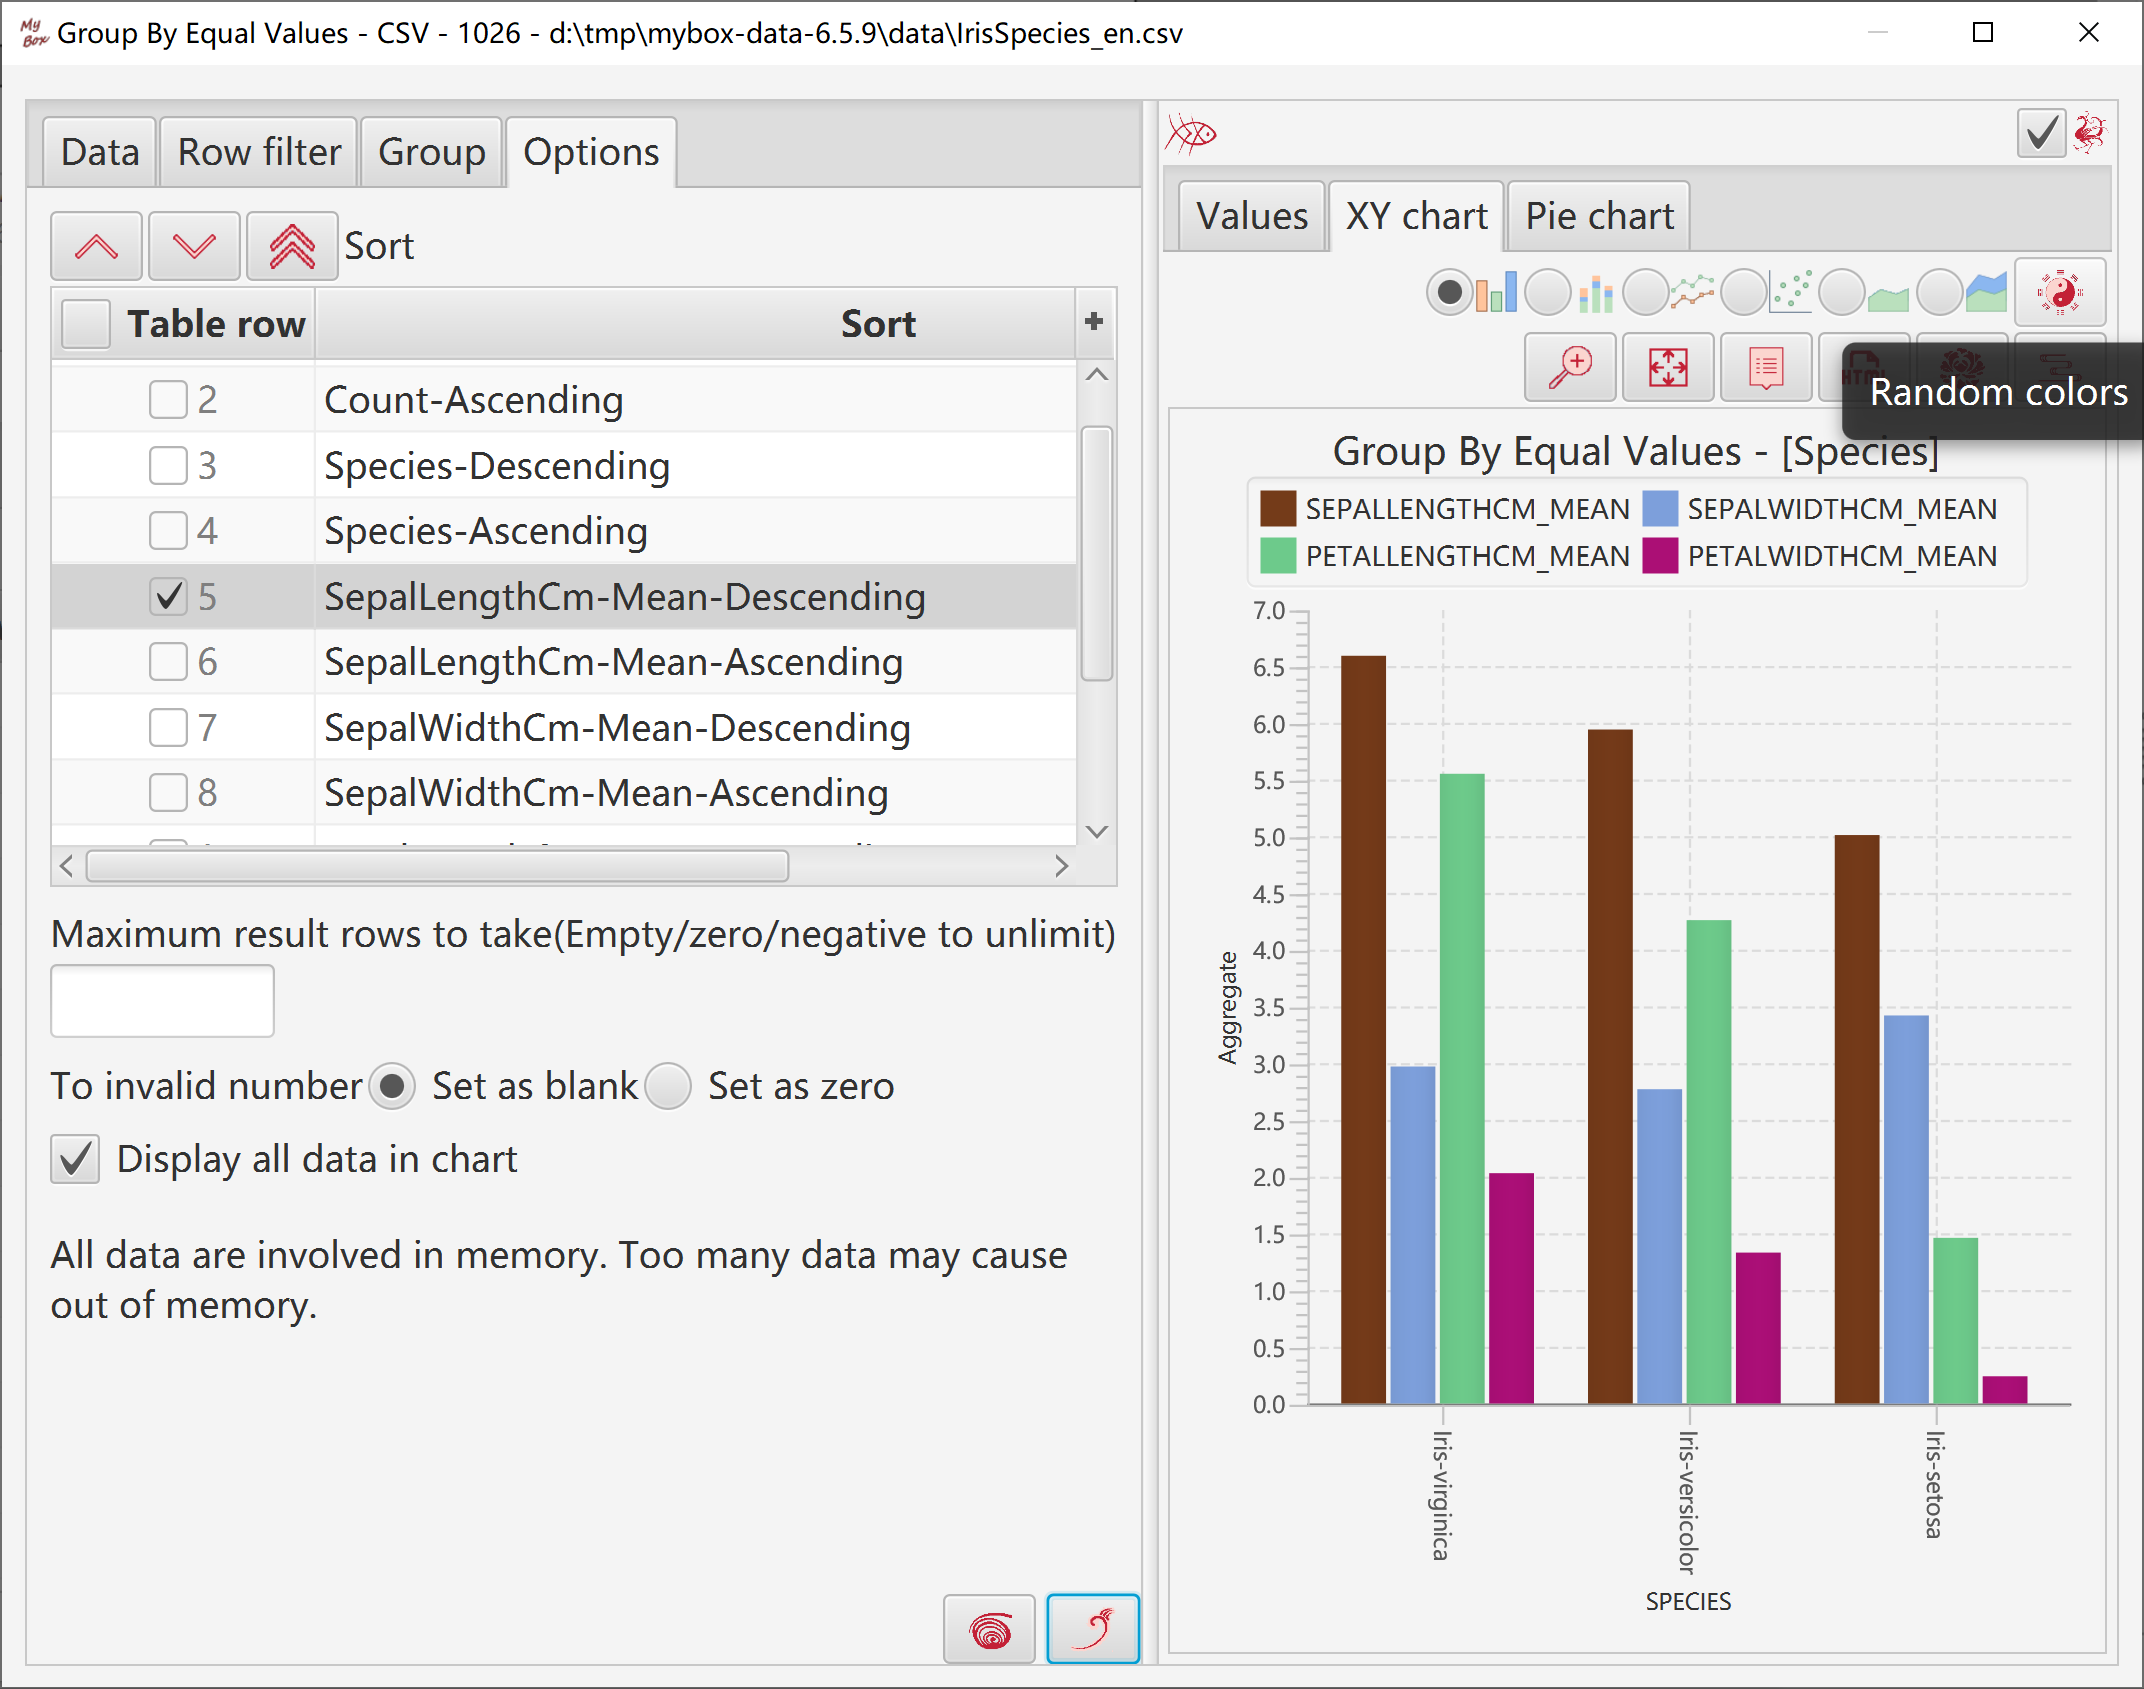 My Box
Group By Equal Values - CSV - 1026 - d:\tmp\mybox-data-6.5.9\data\IrisSpecies_en.csv
Data
Row filter
Group
Options
Sort
Table row
Sort
2 Count-Ascending
3 Species-Descending
4 Species-Ascending
5 SepalLengthCm-Mean-Descending
6 SepalLengthCm-Mean-Ascending
7 SepalWidthCm-Mean-Descending
8 SepalWidthCm-Mean-Ascending
Maximum result rows to take(Empty/zero/negative to unlimit)
To invalid number Set as blank Set as zero
Display all data in chart
All data are involved in memory. Too many data may cause
out of memory.
Values
XY chart
Pie chart
HTML
Random colors
Group By Equal Values - [Species]
SEPALLENGTHCM_MEAN SEPALWIDTHCM_MEAN
PETALLENGTHCM_MEAN PETALWIDTHCM_MEAN
Aggregate
7.0
6.5
6.0
5.5
5.0
4.5
4.0
3.5
3.0
2.5
2.0
1.5
1.0
0.5
0.0
Iris-virginica
Iris-versicolor
Iris-setosa
SPECIES